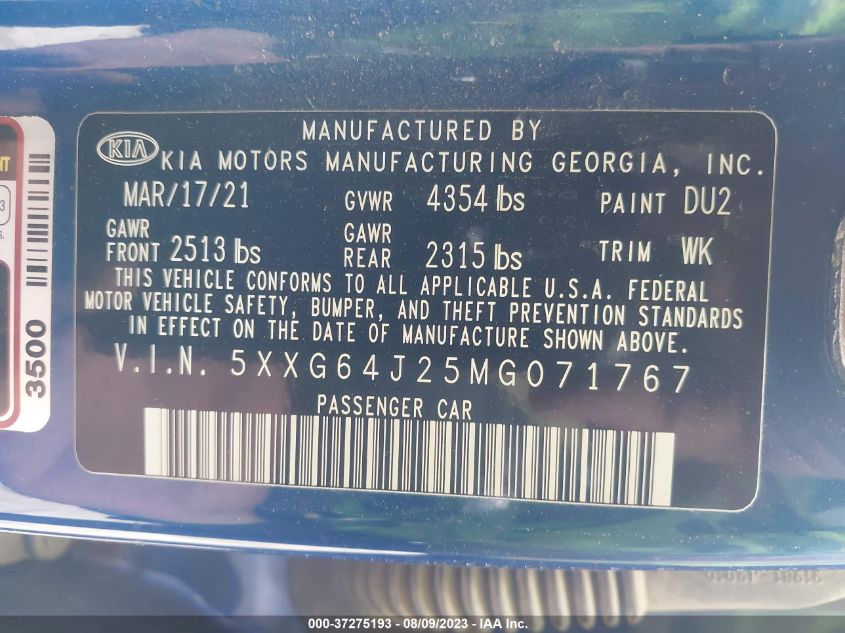 MANUFACTURED BY
KIA KIA MOTORS MANUFACTURING GEORGIA, INC.
MAR/17/21 GVWR 4354 lbs PAINT DU2
GAWR FRONT 2513 lbs GAWR REAR 2315 lbs TRIM WK
THIS VEHICLE CONFORMS TO ALL APPLICABLE U.S.A. FEDERAL
MOTOR VEHICLE SAFETY, BUMPER, AND THEFT PREVENTION STANDARDS
IN EFFECT ON THE DATE OF MANUFACTURE SHOWN ABOVE.
V.I.N. 5XXG64J25MG071767
PASSENGER CAR
3500
000-37275193 - 08/09/2023 - IAA Inc.